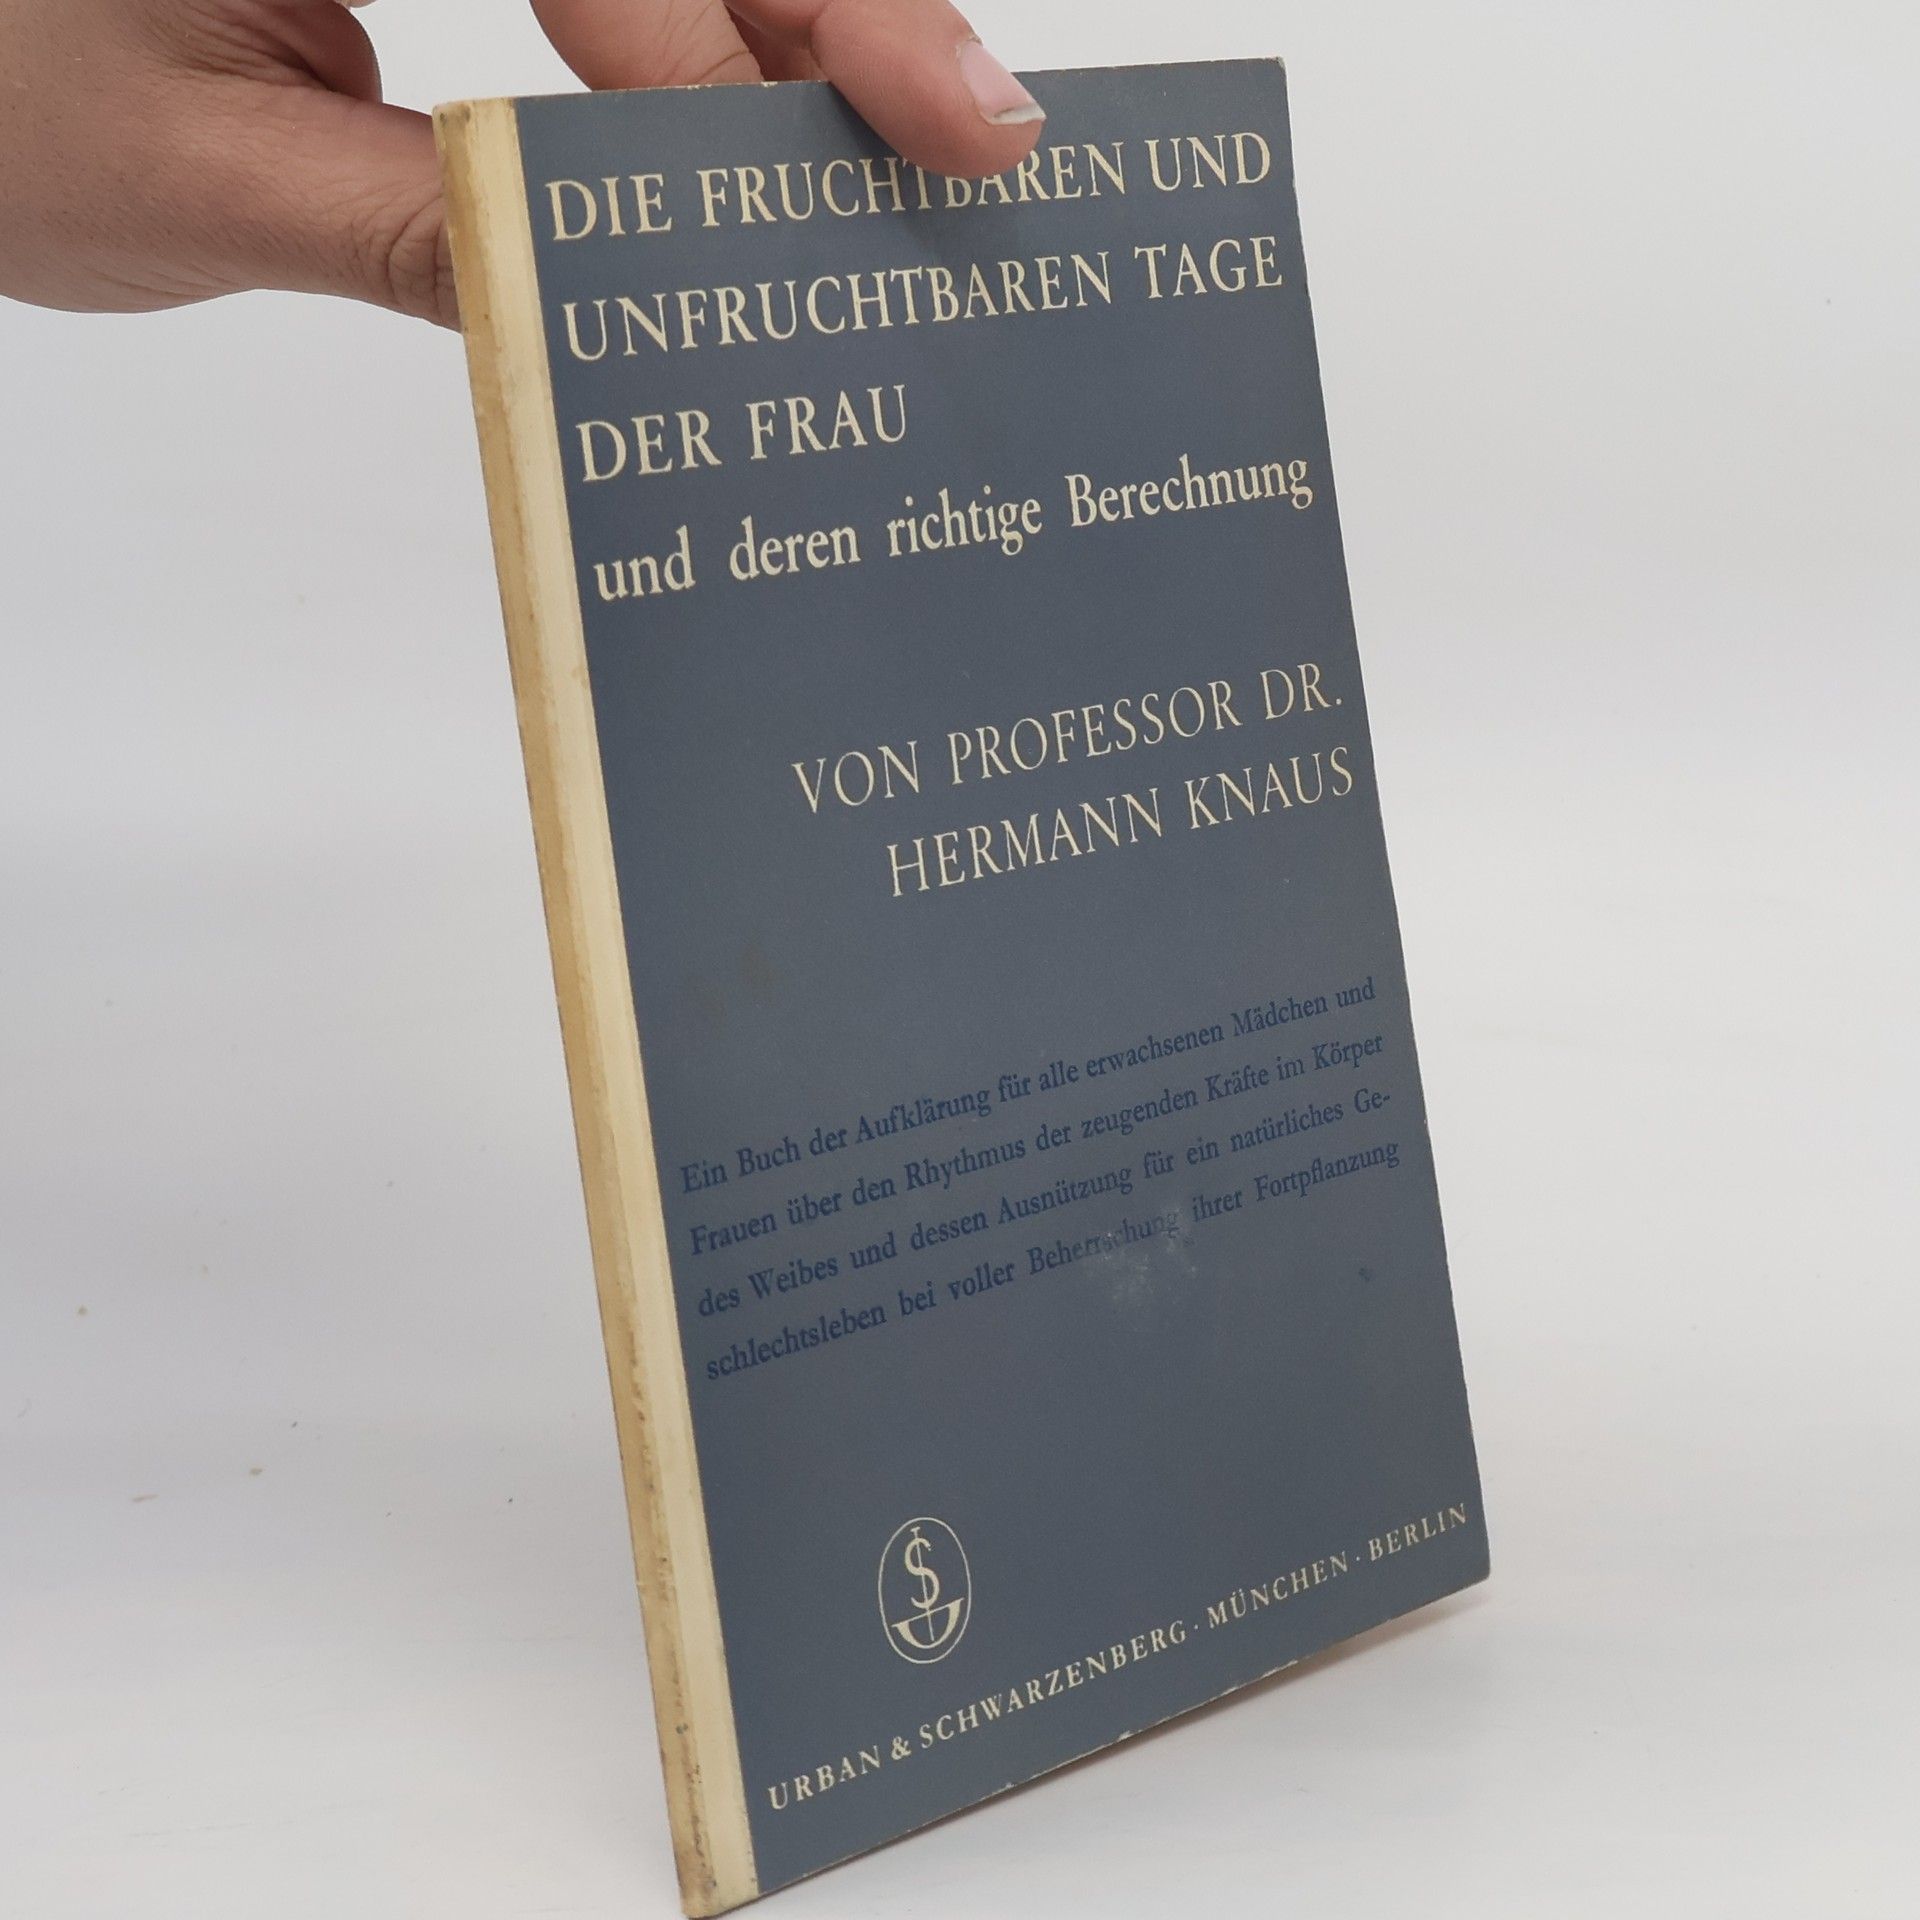 DIE FRUCHTBAREN UND
UNFRUCHTBAREN TAGE
DER FRAU
und deren richtige Berechnung
VON PROFESSOR DR.
HERMANN KNAUS
Ein Buch der Aufklärung für alle erwachsenen Mädchen und
Frauen über den Rhythmus der zeugenden Kräfte im Körper
des Weibes und dessen Ausnützung für ein natürliches Ge-
schlechtsleben bei voller Beherrschung ihrer Fortpflanzung
URBAN & SCHWARZENBERG · MÜNCHEN · BERLIN